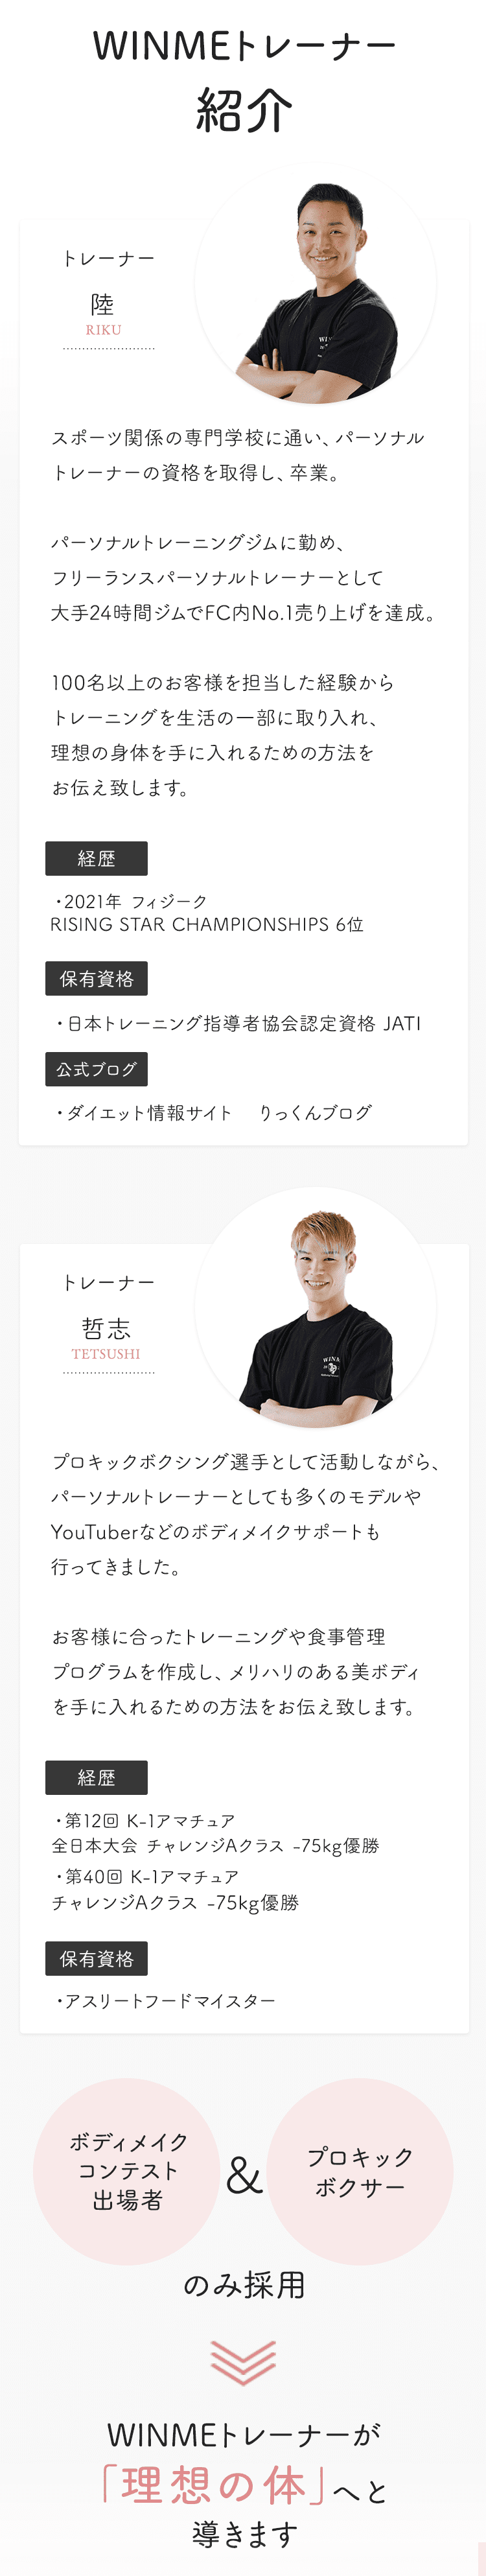 WINMEトレーナー
紹介
トレーナー
陸
RIKU
スポーツ関係の専門学校に通い、パーソナル
トレーナーの資格を取得し、卒業。
パーソナルトレーニングジムに勤め、
フリーランスパーソナルトレーナーとして
大手24時間ジムでFC内No.1売り上げを達成。
100名以上のお客様を担当した経験から
トレーニングを生活の一部に取り入れ、
理想の身体を手に入れるための方法を
お伝え致します。
経歴
・2021年 フィジーク
RISING STAR CHAMPIONSHIPS 6位
保有資格
・日本トレーニング指導者協会認定資格 JATI
公式ブログ
・ダイエット情報サイト りっくんブログ
トレーナー
哲志
TETSUSHI
プロキックボクシング選手として活動しながら、
パーソナルトレーナーとしても多くのモデルや
YouTuberなどのボディメイクサポートも
行ってきました。
お客様に合ったトレーニングや食事管理
プログラムを作成し、メリハリのある美ボディ
を手に入れるための方法をお伝え致します。
経歴
・第12回 K-1アマチュア
全日本大会 チャレンジAクラス -75kg優勝
・第40回 K-1アマチュア
チャレンジAクラス -75kg優勝
保有資格
・アスリートフードマイスター
ボディメイク
コンテスト
出場者
&
プロキック
ボクサー
のみ採用
WINMEトレーナーが
「理想の体」へと
導きます